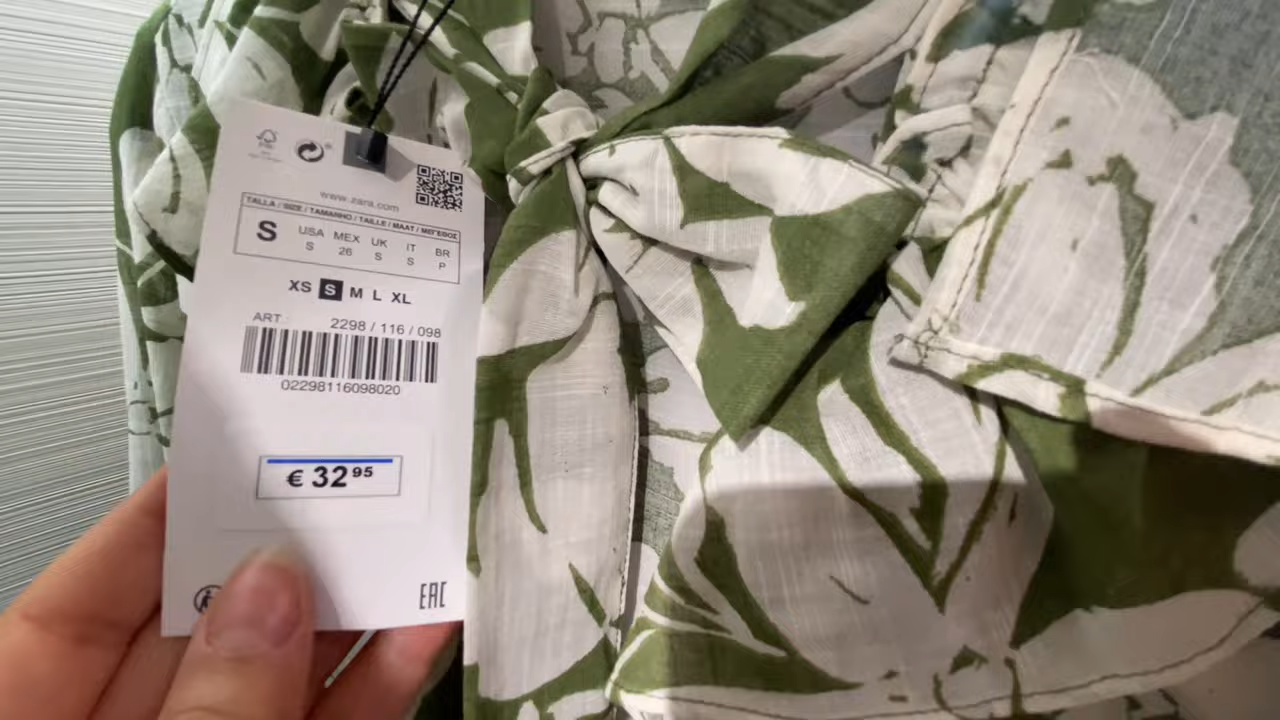 www.zara.com
TALLA / SIZE / TAMANHO / TAILLE / MAAT / ΜΕΓΕΘΟΣ
S USA MEX UK IT BR
S 26 S S P
XS S M L XL
ART 2298 / 116 / 098
02298116098020
€ 32 95
EAC